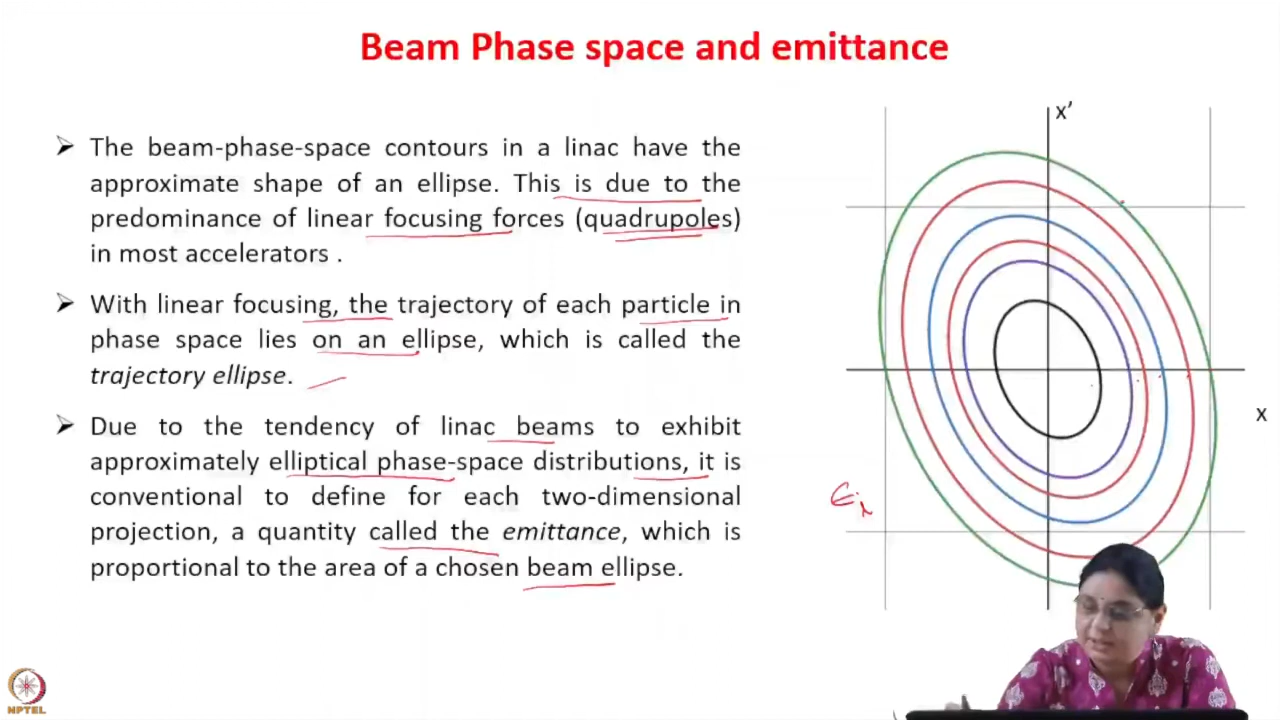 Beam Phase space and emittance
➢ The beam-phase-space contours in a linac have the
approximate shape of an ellipse. This is due to the
predominance of linear focusing forces (quadrupoles)
in most accelerators .
➢ With linear focusing, the trajectory of each particle in
phase space lies on an ellipse, which is called the
trajectory ellipse.
➢ Due to the tendency of linac beams to exhibit
approximately elliptical phase-space distributions, it is
conventional to define for each two-dimensional
projection, a quantity called the emittance, which is
proportional to the area of a chosen beam ellipse.
x’
x
ϵi
NPTEL